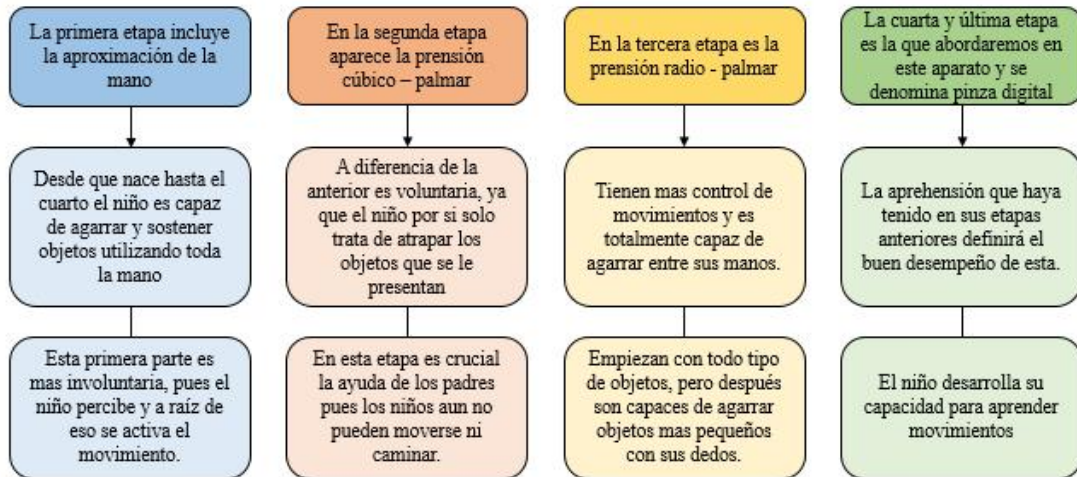 La primera etapa incluye
la aproximación de la
mano
Desde que nace hasta el
cuarto el niño es capaz
de agarrar y sostener
objetos utilizando toda
la mano
Esta primera parte es
mas involuntaria, pues el
niño percibe y a raíz de
eso se activa el
movimiento.
En la segunda etapa
aparece la prensión
cúbico – palmar
A diferencia de la
anterior es voluntaria, ya
que el niño por si solo
trata de atrapar los
objetos que se le
presentan
En esta etapa es crucial
la ayuda de los padres
pues los niños aun no
pueden moverse ni
caminar.
En la tercera etapa es la
prensión radio - palmar
Tienen mas control de
movimientos y es
totalmente capaz de
agarrar entre sus manos.
Empiezan con todo tipo
de objetos, pero después
son capaces de agarrar
objetos mas pequeños
con sus dedos.
La cuarta y última etapa
es la que abordaremos en
este aparato y se
denomina pinza digital
La aprehensión que haya
tenido en sus etapas
anteriores definirá el
buen desempeño de esta.
El niño desarrolla su
capacidad para aprender
movimientos